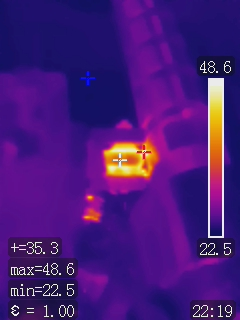 48.6
22.5
+=35.3
max=48.6
min=22.5
ε = 1.00
22:19